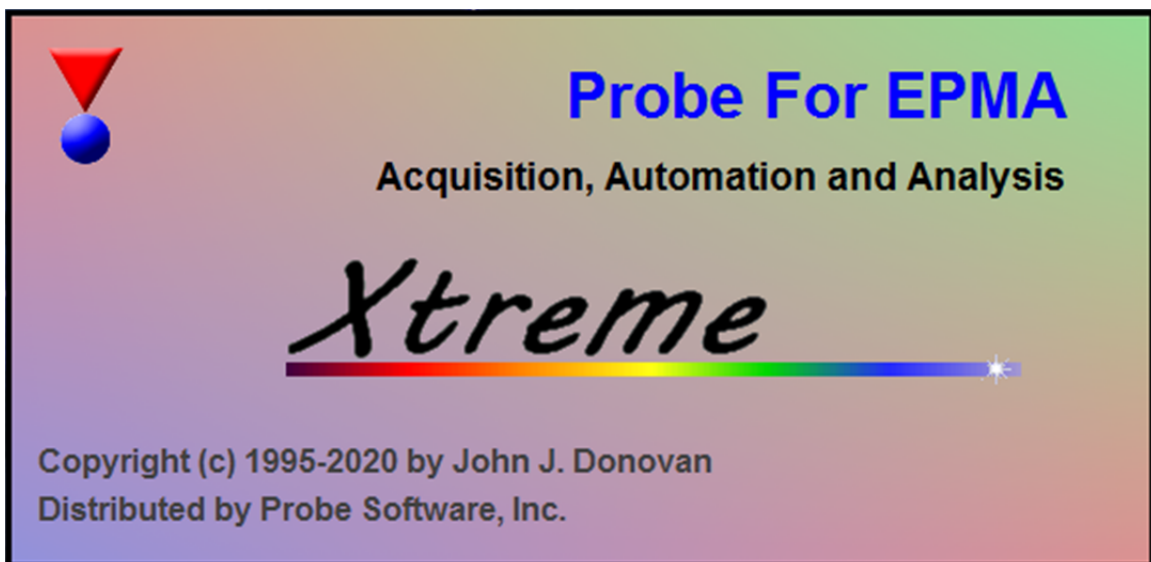 Probe For EPMA
Acquisition, Automation and Analysis
Xtreme
Copyright (c) 1995-2020 by John J. Donovan
Distributed by Probe Software, Inc.